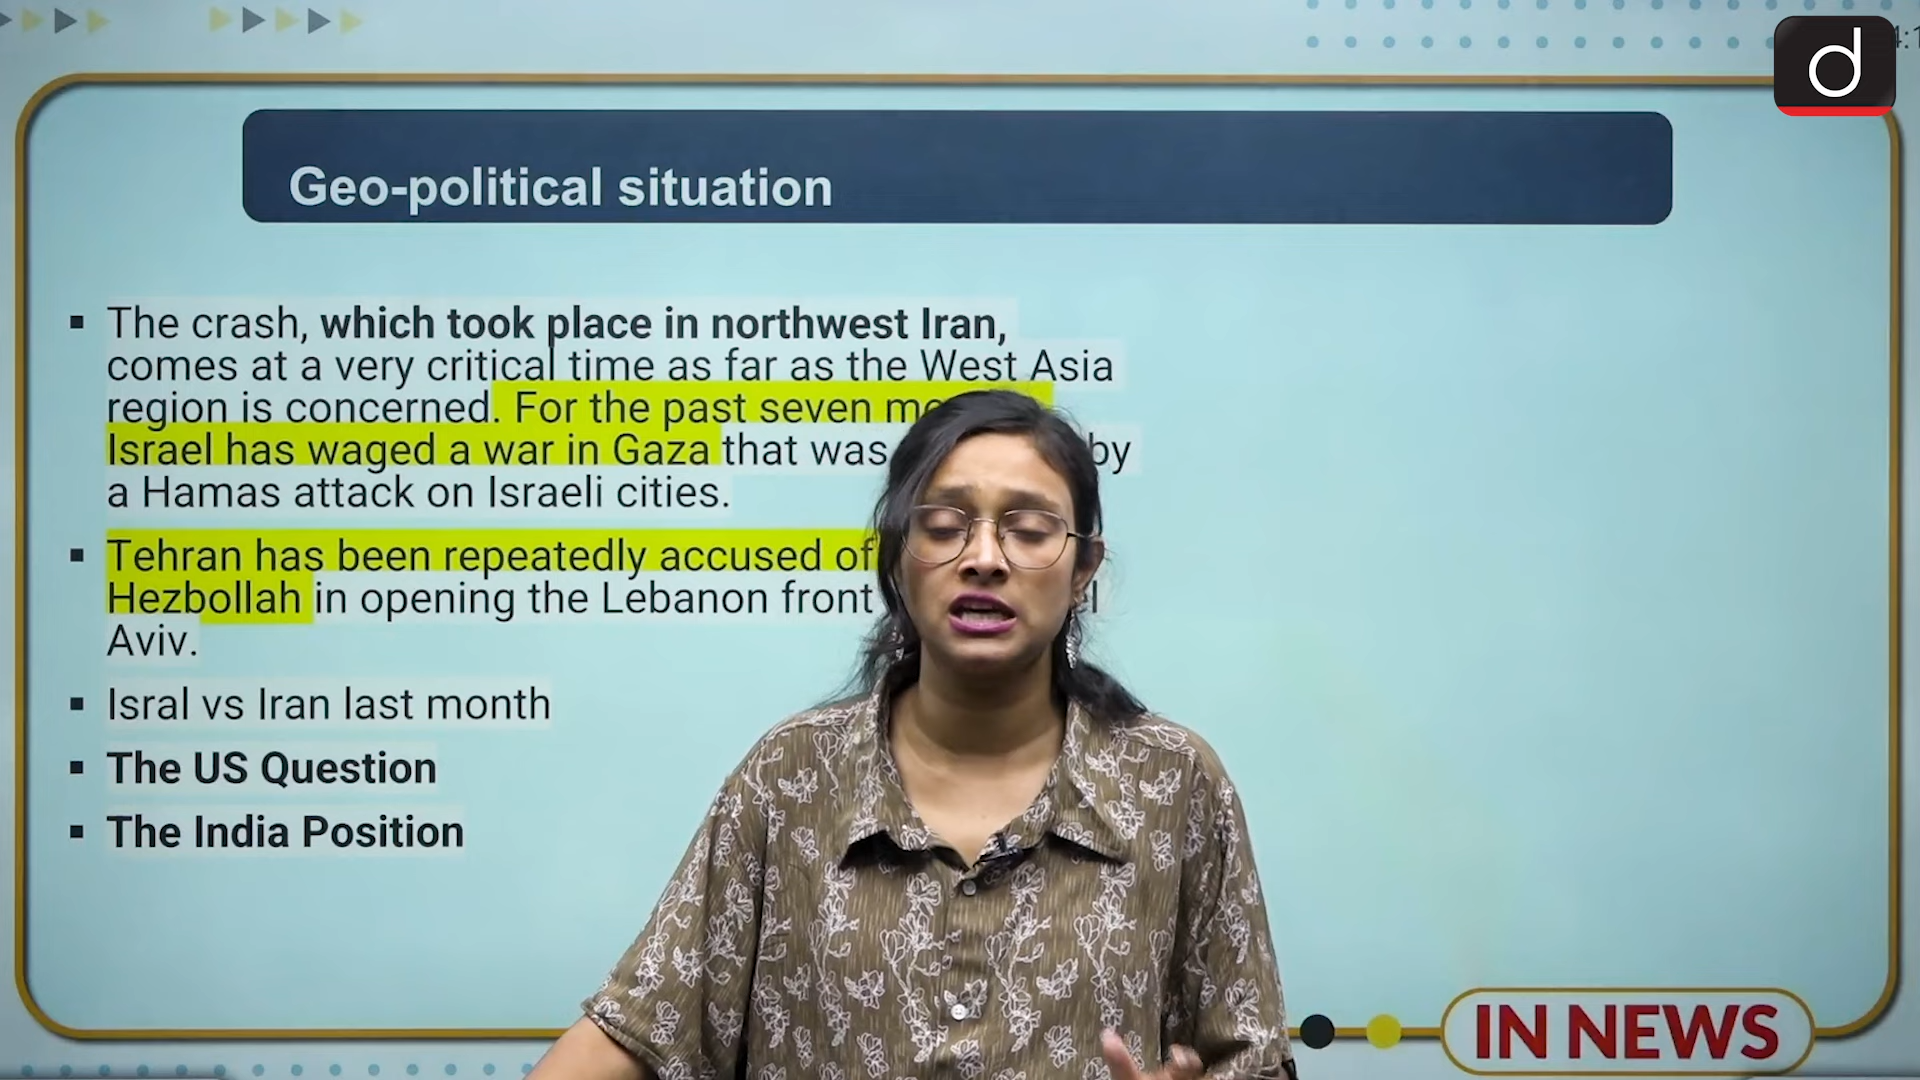 d
Geo-political situation
The crash, which took place in northwest Iran,
comes at a very critical time as far as the West Asia
region is concerned. For the past seven
Israel has waged a war in Gaza that was by
a Hamas attack on Israeli cities.
Tehran has been repeatedly accused of
Hezbollah in opening the Lebanon front
Aviv.
Isral vs Iran last month
The US Question
The India Position
IN NEWS